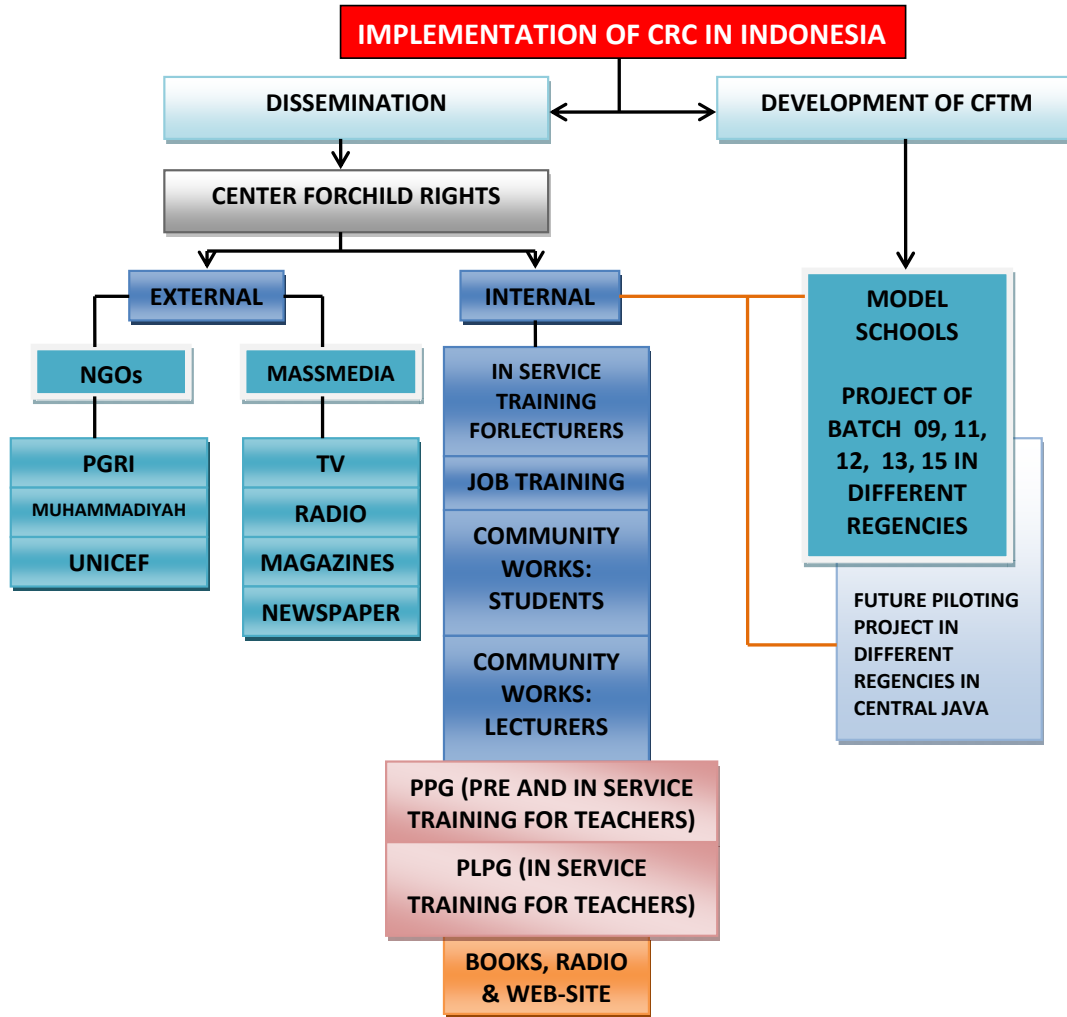 IMPLEMENTATION OF CRC IN INDONESIA
DISSEMINATION
DEVELOPMENT OF CFTM
CENTER FORCHILD RIGHTS
EXTERNAL
INTERNAL
MODEL
SCHOOLS
PROJECT OF
BATCH 09, 11,
12, 13, 15 IN
DIFFERENT
REGENCIES
NGOs
MASSMEDIA
PGRI
MUHAMMADIYAH
UNICEF
TV
RADIO
MAGAZINES
NEWSPAPER
IN SERVICE
TRAINING
FORLECTURERS
JOB TRAINING
COMMUNITY
WORKS:
STUDENTS
COMMUNITY
WORKS:
LECTURERS
FUTURE PILOTING
PROJECT IN
DIFFERENT
REGENCIES IN
CENTRAL JAVA
PPG (PRE AND IN SERVICE
TRAINING FOR TEACHERS)
PLPG (IN SERVICE
TRAINING FOR TEACHERS)
BOOKS, RADIO
& WEB-SITE